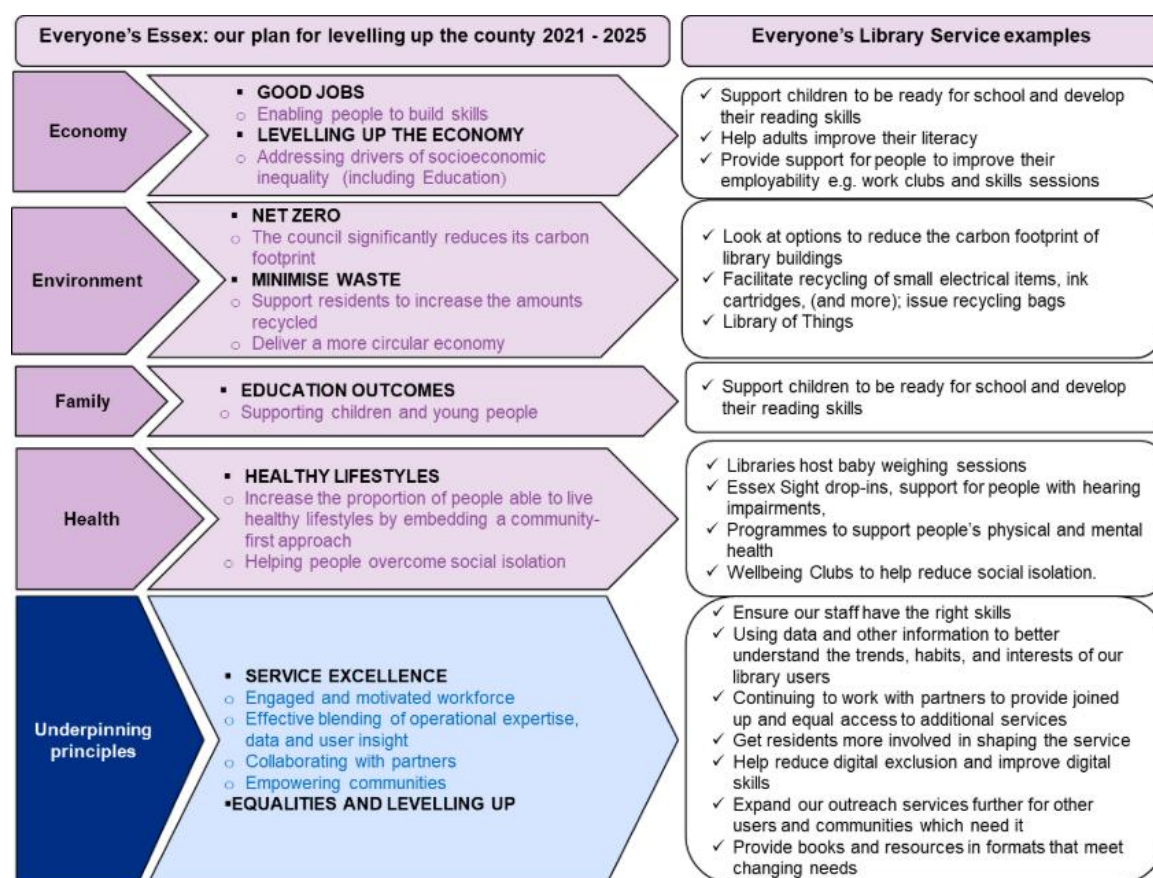 Everyone's Essex: our plan for levelling up the county 2021 - 2025
Everyone's Library Service examples
Economy
▪ GOOD JOBS
o Enabling people to build skills
▪ LEVELLING UP THE ECONOMY
o Addressing drivers of socioeconomic
inequality (including Education)
✓ Support children to be ready for school and develop
their reading skills
✓ Help adults improve their literacy
✓ Provide support for people to improve their
employability e.g. work clubs and skills sessions
Environment
▪ NET ZERO
o The council significantly reduces its carbon
footprint
▪ MINIMISE WASTE
o Support residents to increase the amounts
recycled
o Deliver a more circular economy
✓ Look at options to reduce the carbon footprint of
library buildings
✓ Facilitate recycling of small electrical items, ink
cartridges, (and more); issue recycling bags
✓ Library of Things
Family
▪ EDUCATION OUTCOMES
o Supporting children and young people
✓ Support children to be ready for school and develop
their reading skills
Health
▪ HEALTHY LIFESTYLES
o Increase the proportion of people able to live
healthy lifestyles by embedding a community-
first approach
o Helping people overcome social isolation
✓ Libraries host baby weighing sessions
✓ Essex Sight drop-ins, support for people with hearing
impairments,
✓ Programmes to support people's physical and mental
health
✓ Wellbeing Clubs to help reduce social isolation.
Underpinning
principles
▪ SERVICE EXCELLENCE
o Engaged and motivated workforce
o Effective blending of operational expertise,
data and user insight
o Collaborating with partners
o Empowering communities
▪EQUALITIES AND LEVELLING UP
✓ Ensure our staff have the right skills
✓ Using data and other information to better
understand the trends, habits, and interests of our
library users
✓ Continuing to work with partners to provide joined
up and equal access to additional services
✓ Get residents more involved in shaping the service
✓ Help reduce digital exclusion and improve digital
skills
✓ Expand our outreach services further for other
users and communities which need it
✓ Provide books and resources in formats that meet
changing needs